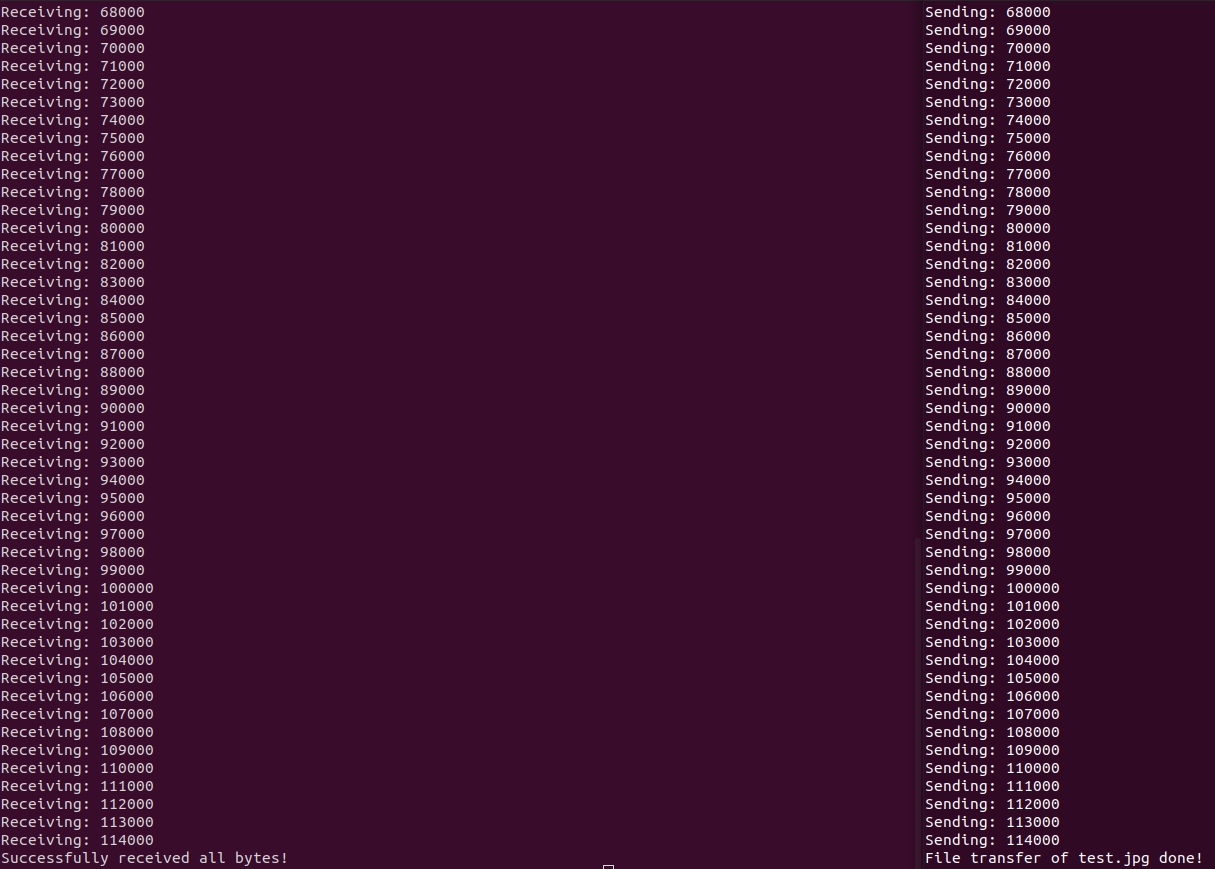 Receiving: 68000
Receiving: 69000
Receiving: 70000
Receiving: 71000
Receiving: 72000
Receiving: 73000
Receiving: 74000
Receiving: 75000
Receiving: 76000
Receiving: 77000
Receiving: 78000
Receiving: 79000
Receiving: 80000
Receiving: 81000
Receiving: 82000
Receiving: 83000
Receiving: 84000
Receiving: 85000
Receiving: 86000
Receiving: 87000
Receiving: 88000
Receiving: 89000
Receiving: 90000
Receiving: 91000
Receiving: 92000
Receiving: 93000
Receiving: 94000
Receiving: 95000
Receiving: 96000
Receiving: 97000
Receiving: 98000
Receiving: 99000
Receiving: 100000
Receiving: 101000
Receiving: 102000
Receiving: 103000
Receiving: 104000
Receiving: 105000
Receiving: 106000
Receiving: 107000
Receiving: 108000
Receiving: 109000
Receiving: 110000
Receiving: 111000
Receiving: 112000
Receiving: 113000
Receiving: 114000
Successfully received all bytes!
Sending: 68000
Sending: 69000
Sending: 70000
Sending: 71000
Sending: 72000
Sending: 73000
Sending: 74000
Sending: 75000
Sending: 76000
Sending: 77000
Sending: 78000
Sending: 79000
Sending: 80000
Sending: 81000
Sending: 82000
Sending: 83000
Sending: 84000
Sending: 85000
Sending: 86000
Sending: 87000
Sending: 88000
Sending: 89000
Sending: 90000
Sending: 91000
Sending: 92000
Sending: 93000
Sending: 94000
Sending: 95000
Sending: 96000
Sending: 97000
Sending: 98000
Sending: 99000
Sending: 100000
Sending: 101000
Sending: 102000
Sending: 103000
Sending: 104000
Sending: 105000
Sending: 106000
Sending: 107000
Sending: 108000
Sending: 109000
Sending: 110000
Sending: 111000
Sending: 112000
Sending: 113000
Sending: 114000
File transfer of test.jpg done!